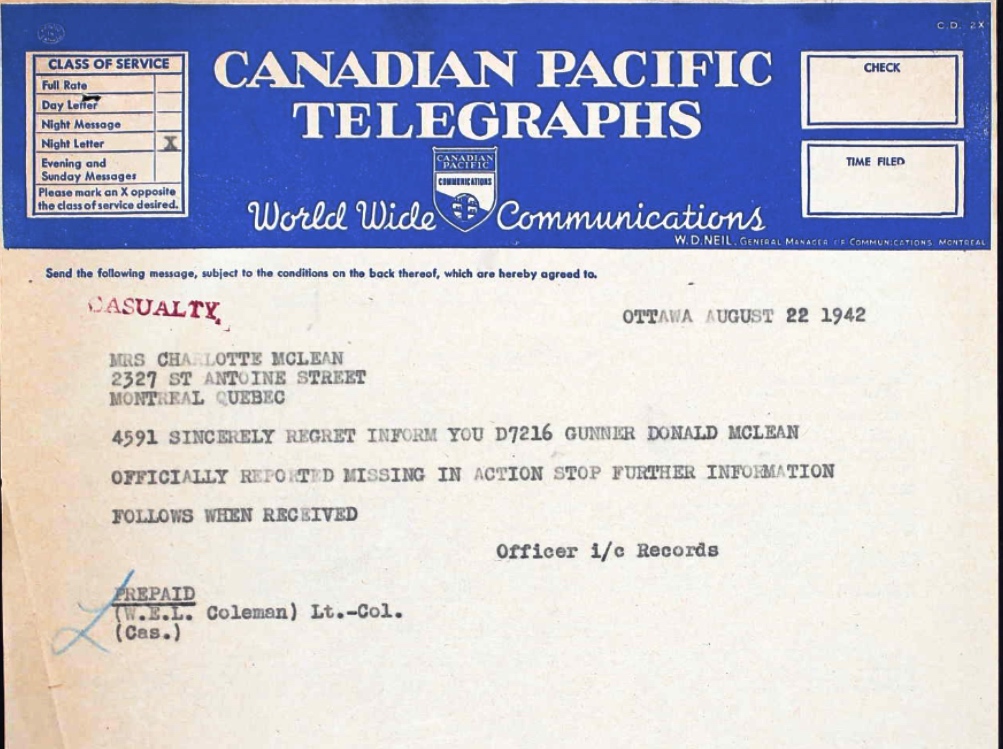 C.D. 2X
CLASS OF SERVICE
Full Rate
Day Letter
Night Message
Night Letter X
Evening and
Sunday Messages
Please mark an X opposite
the class of service desired.
CANADIAN PACIFIC
TELEGRAPHS
CANADIAN
PACIFIC
COMMUNICATIONS
World Wide Communications
CHECK
TIME FILED
W.D. NEIL, GENERAL MANAGER OF COMMUNICATIONS, MONTREAL
Send the following message, subject to the conditions on the back thereof, which are hereby agreed to.
CASUALTY
OTTAWA AUGUST 22 1942
MRS CHARLOTTE MCLEAN
2327 ST ANTOINE STREET
MONTREAL QUEBEC
4591 SINCERELY REGRET INFORM YOU D7216 GUNNER DONALD MCLEAN
OFFICIALLY REPORTED MISSING IN ACTION STOP FURTHER INFORMATION
FOLLOWS WHEN RECEIVED
Officer i/c Records
PREPAID
(W.E.L. Coleman) Lt.-Col.
(Cas.)